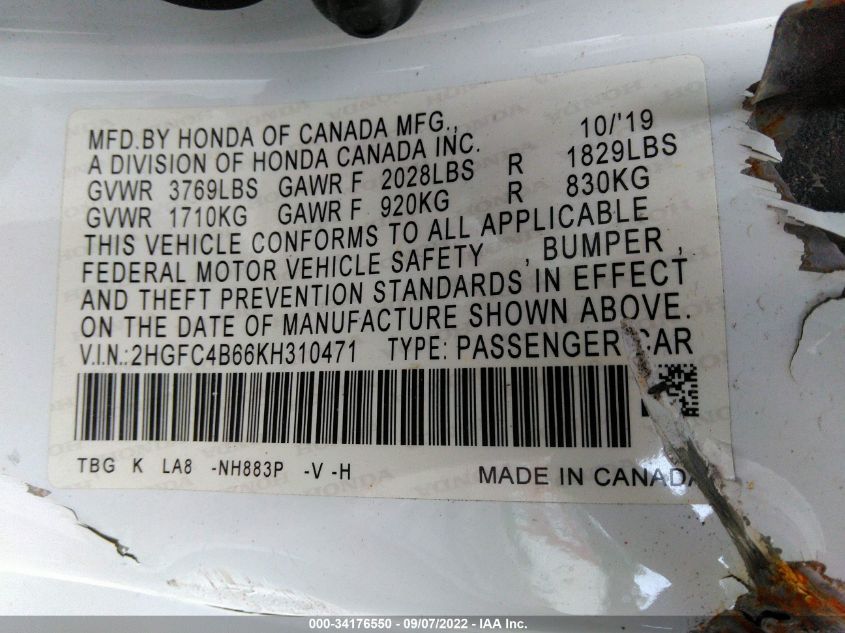 MFD.BY HONDA OF CANADA MFG., 10/'19
A DIVISION OF HONDA CANADA INC.
GVWR 3769LBS GAWR F 2028LBS R 1829LBS
GVWR 1710KG GAWR F 920KG R 830KG
THIS VEHICLE CONFORMS TO ALL APPLICABLE
FEDERAL MOTOR VEHICLE SAFETY , BUMPER ,
AND THEFT PREVENTION STANDARDS IN EFFECT
ON THE DATE OF MANUFACTURE SHOWN ABOVE.
V.I.N.:2HGFC4B66KH310471 TYPE: PASSENGER CAR
TBG K LA8 -NH883P -V -H MADE IN CANADA
000-34176550 - 09/07/2022 - IAA Inc.